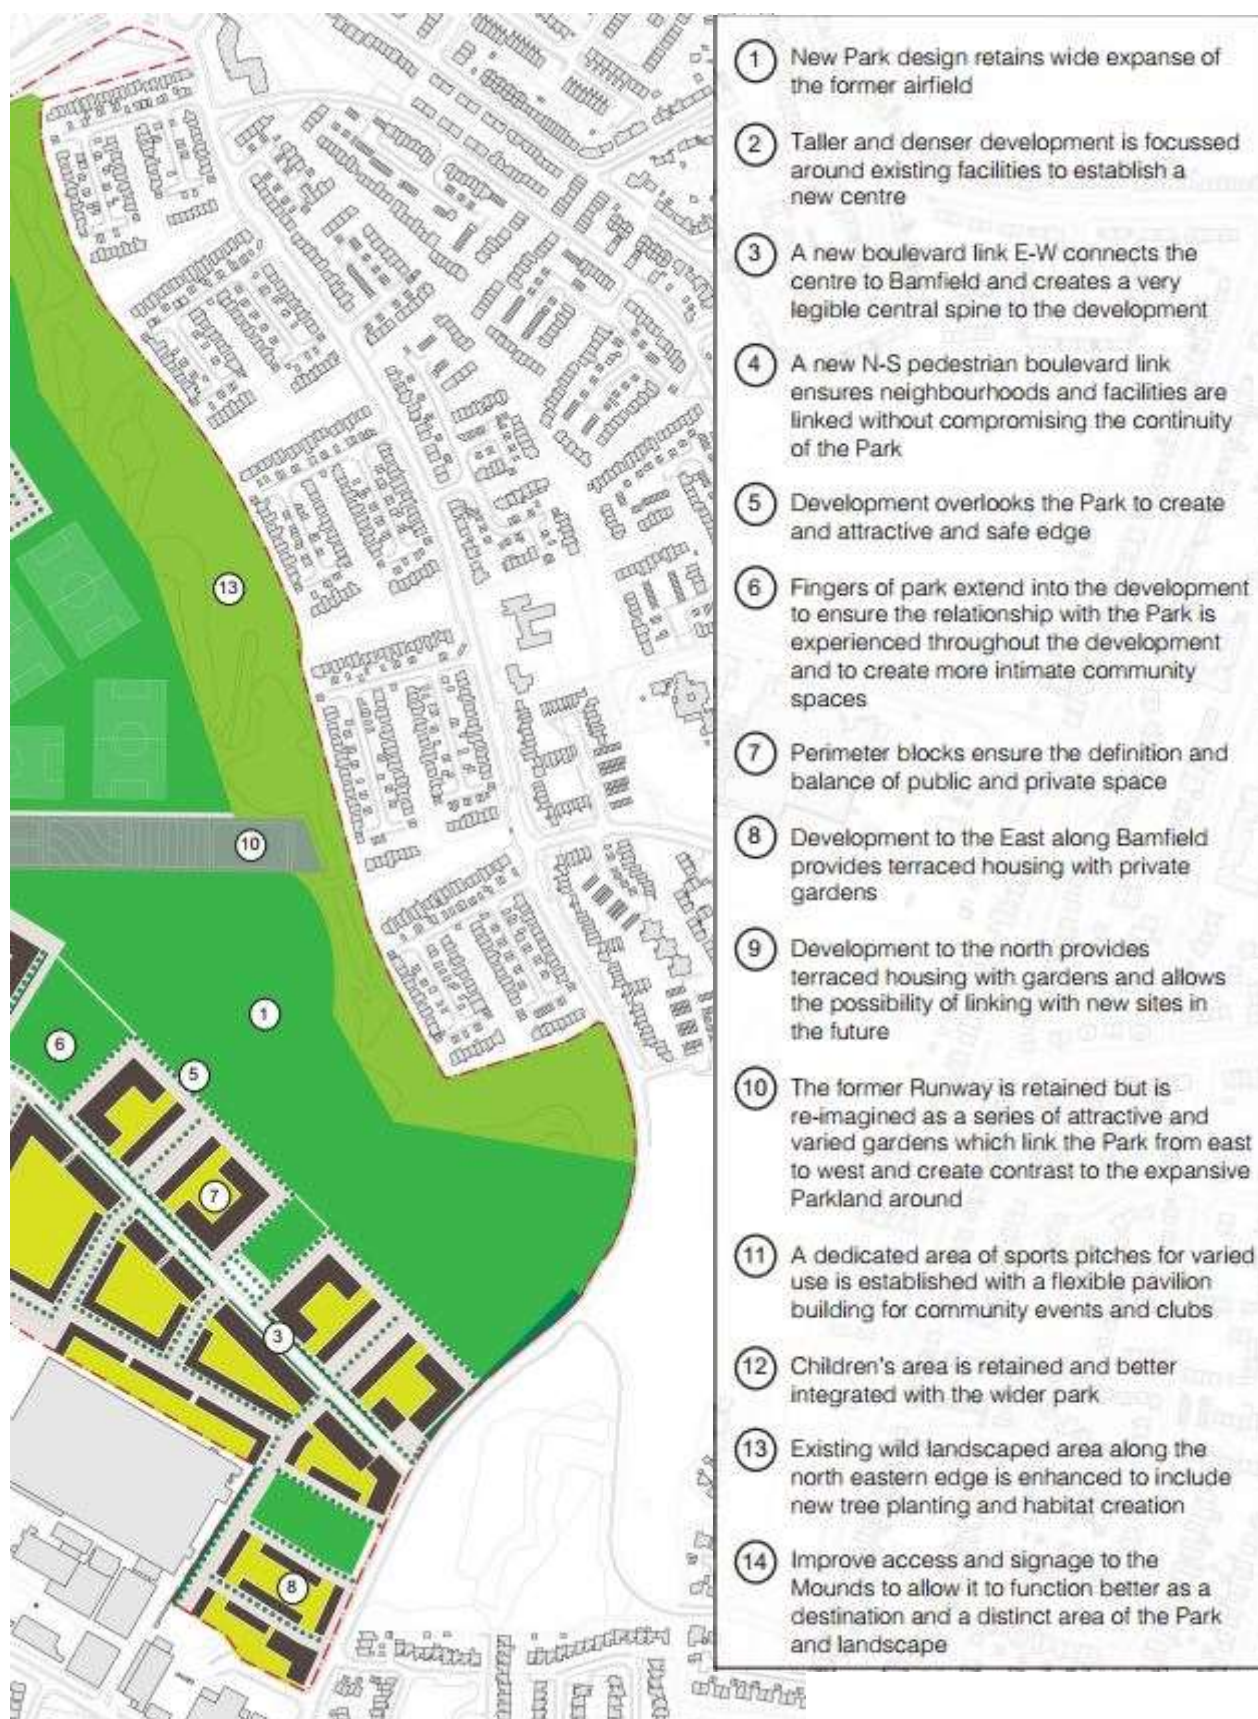 13
10
1
6
5
7
3
8
1 New Park design retains wide expanse of
the former airfield
2 Taller and denser development is focussed
around existing facilities to establish a
new centre
3 A new boulevard link E-W connects the
centre to Bamfield and creates a very
legible central spine to the development
4 A new N-S pedestrian boulevard link
ensures neighbourhoods and facilities are
linked without compromising the continuity
of the Park
5 Development overlooks the Park to create
and attractive and safe edge
6 Fingers of park extend into the development
to ensure the relationship with the Park is
experienced throughout the development
and to create more intimate community
spaces
7 Perimeter blocks ensure the definition and
balance of public and private space
8 Development to the East along Bamfield
provides terraced housing with private
gardens
9 Development to the north provides
terraced housing with gardens and allows
the possibility of linking with new sites in
the future
10 The former Runway is retained but is
re-imagined as a series of attractive and
varied gardens which link the Park from east
to west and create contrast to the expansive
Parkland around
11 A dedicated area of sports pitches for varied
use is established with a flexible pavilion
building for community events and clubs
12 Children's area is retained and better
integrated with the wider park
13 Existing wild landscaped area along the
north eastern edge is enhanced to include
new tree planting and habitat creation
14 Improve access and signage to the
Mounds to allow it to function better as a
destination and a distinct area of the Park
and landscape